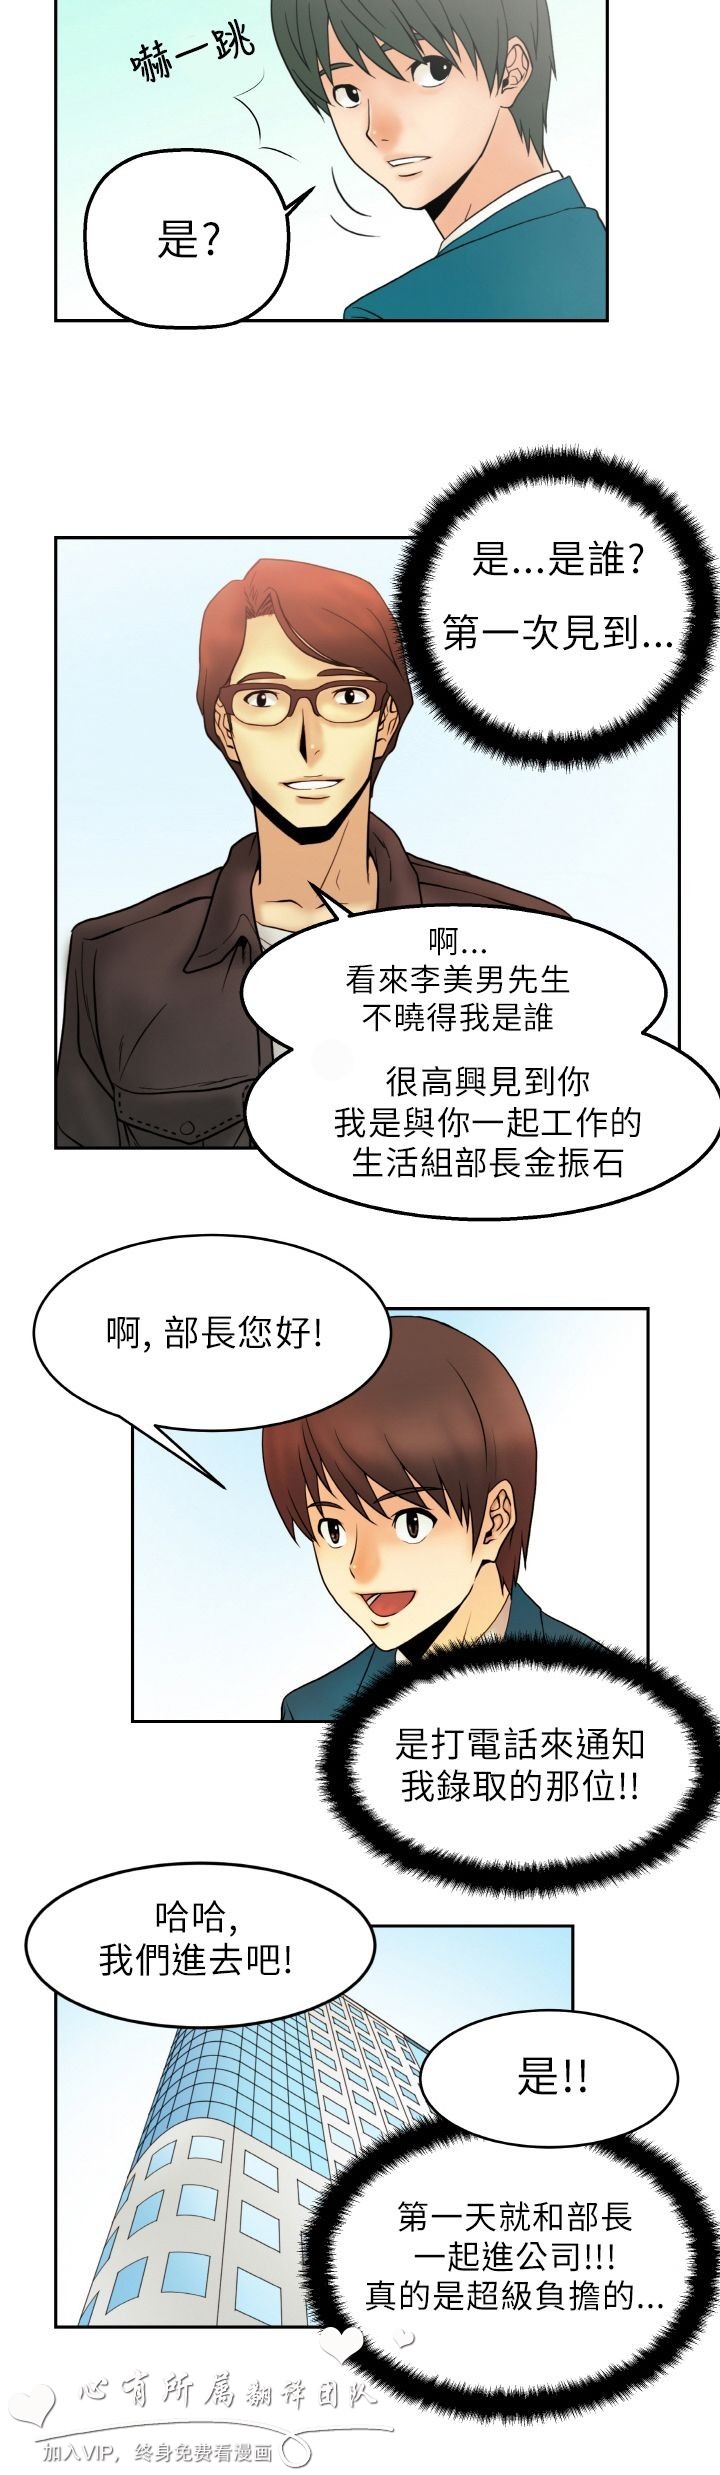 嚇一跳
是?
是...是誰?
第一次見到...
啊...
看來李美男先生
不曉得我是誰
很高興見到你
我是與你一起工作的
生活組部長金振石
啊, 部長您好!
是打電話來通知
我錄取的那位!!
哈哈,
我們進去吧!
是!!
第一天就和部長
一起進公司!!!
真的是超級負擔的...
心有所属翻译团队
加入VIP，终身免费看漫画